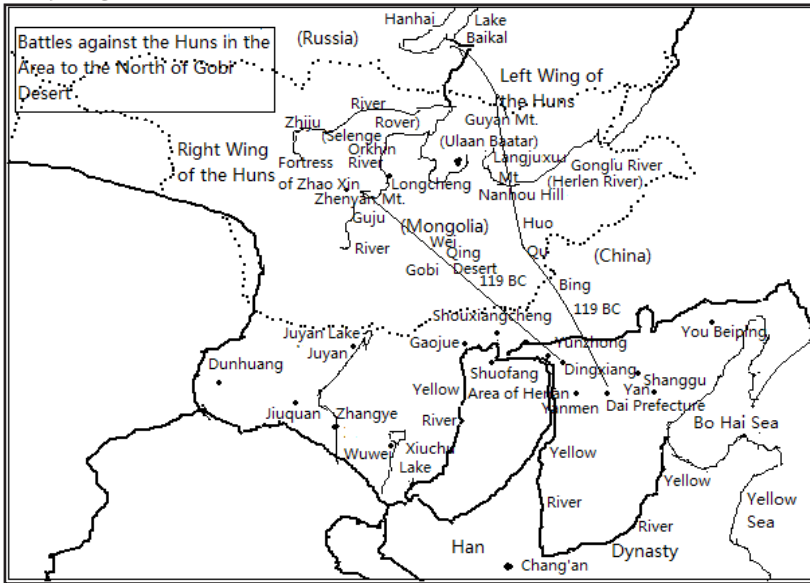 Battles against the Huns in the
Area to the North of Gobi
Desert
(Russia)
Hanhai
Lake
Baikal
Left Wing of
the Huns
River
Zhiju
(Selenge
Rover)
Guyan Mt.
Orkhin
River
(Ulaan Baatar)
Langjuxu
Mt
Right Wing
of the Huns
Fortress
of Zhao Xin
Longcheng
Gonglu River
(Herlen River)
Nanhou Hill
Zhenyan Mt.
Guju
River
(Mongolia)
Huo
Qu
Bing
119 BC
Wei
Qing
Gobi
Desert
119 BC
(China)
Shouxiangcheng
Juyan Lake
Juyan
Gaojue
Yunzhong
You Beiping
Dunhuang
Shuofang
Dingxiang
Shanggu
Yan
Area of Henan
Yanmen
Dai Prefecture
Jiuquan
Zhangye
Yellow
River
Bo Hai Sea
Wuwei
Xiuchu
Lake
Yellow
River
Yellow
River
Yellow
Sea
Han
Dynasty
Chang'an